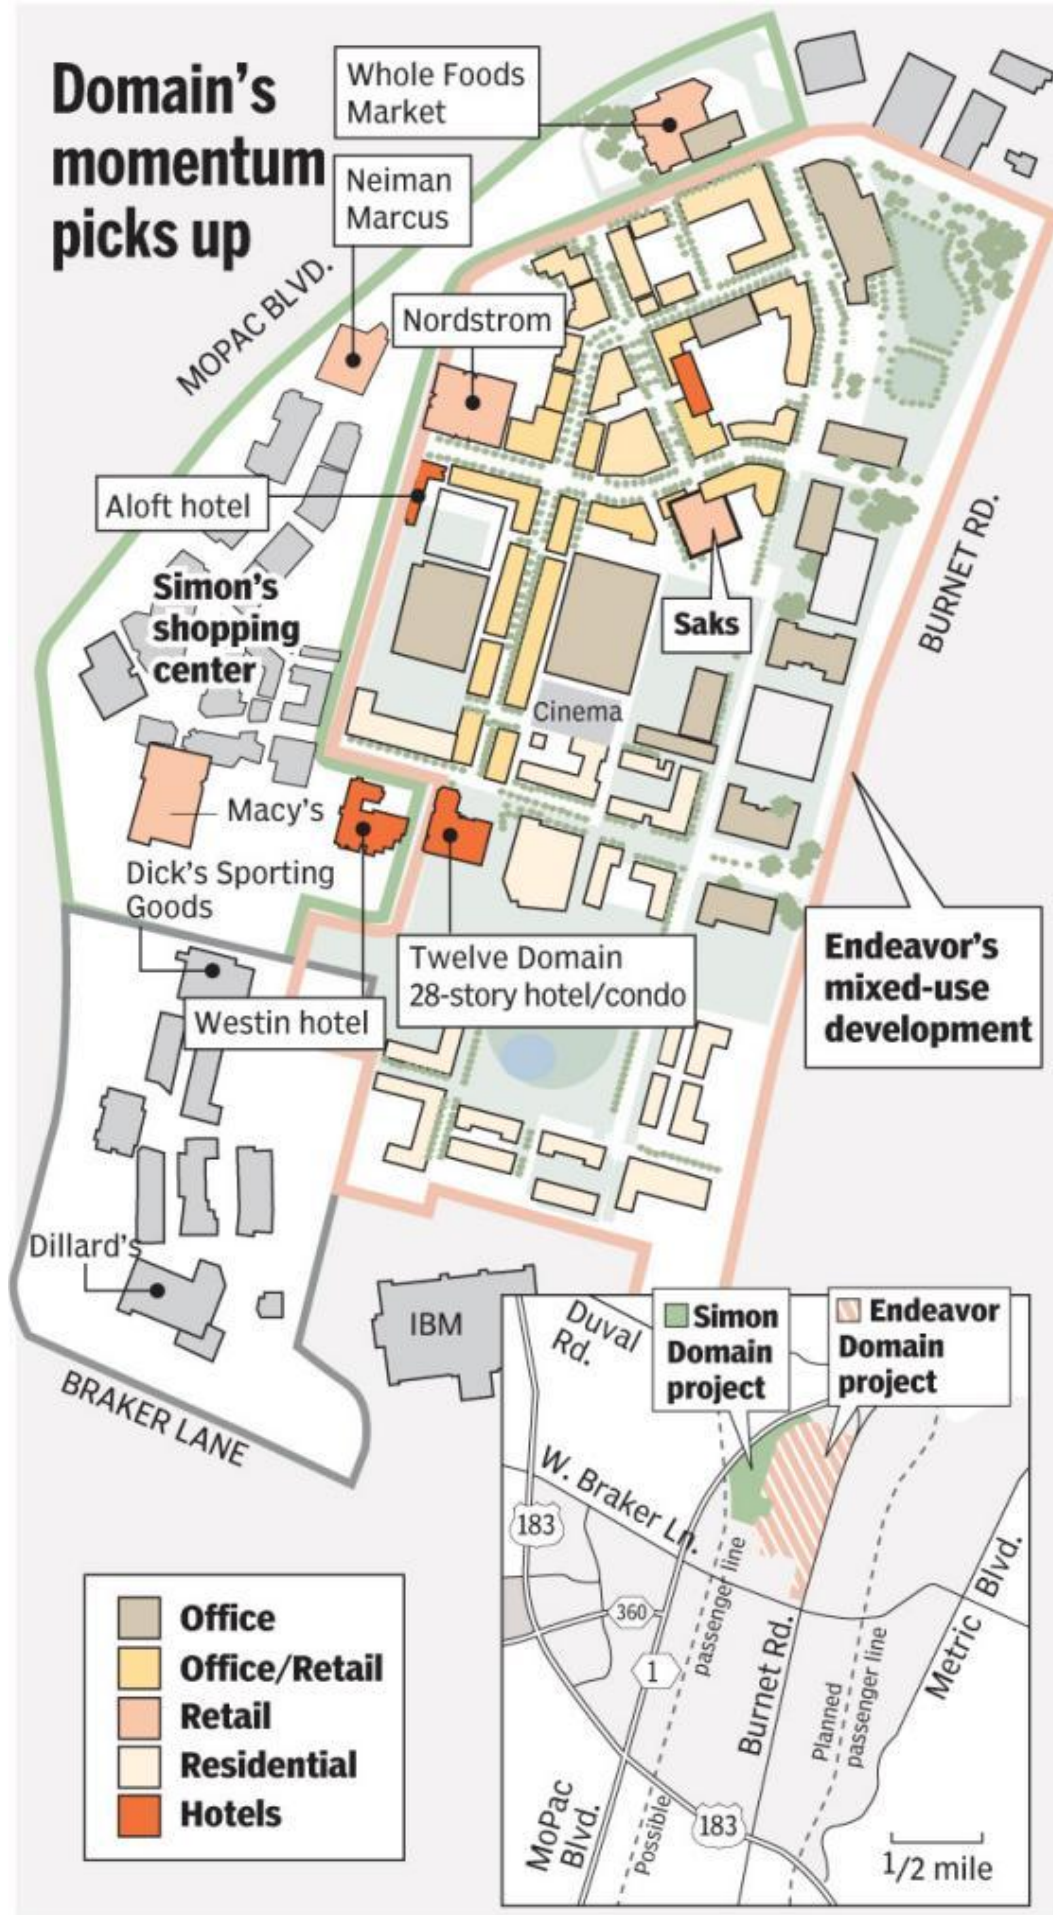 Domain's
momentum
picks up
Whole Foods
Market
Neiman
Marcus
MOPAC BLVD.
Nordstrom
Aloft hotel
Simon's
shopping
center
Saks
BURNET RD.
Cinema
Macy's
Dick's Sporting
Goods
Westin hotel
Twelve Domain
28-story hotel/condo
Endeavor's
mixed-use
development
Dillard's
IBM
BRAKER LANE
Office
Office/Retail
Retail
Residential
Hotels
Duval
Rd.
Simon
Domain
project
Endeavor
Domain
project
W. Braker Ln.
183
360
1
Possible passenger line
Burnet Rd.
Planned
passenger line
Metric Blvd.
MoPac
Blvd.
183
1/2 mile